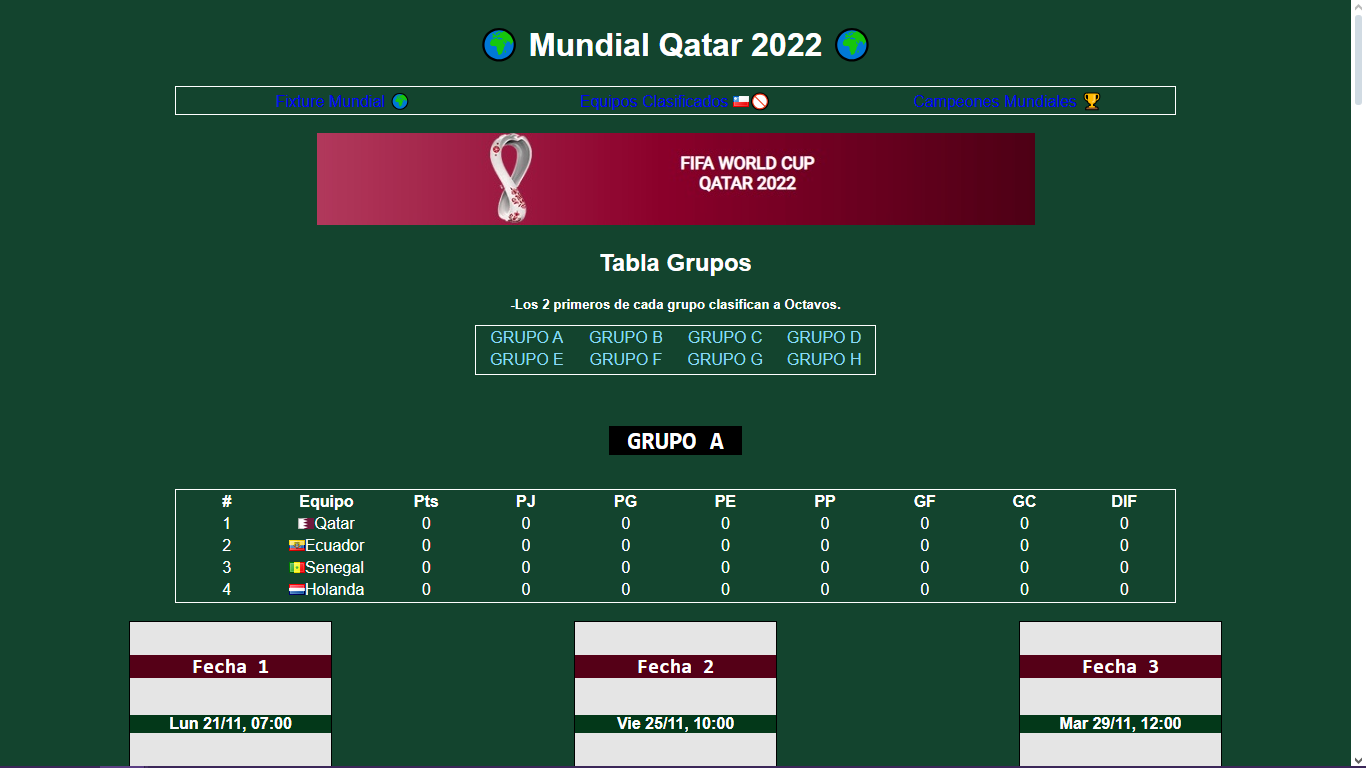 🌍 Mundial Qatar 2022 🌍
Fixture Mundial 🌍 Equipos Clasificados 🇨🇱🚫 Campeones Mundiales 🏆
FIFA WORLD CUP
QATAR 2022
Tabla Grupos
-Los 2 primeros de cada grupo clasifican a Octavos.
GRUPO A GRUPO B GRUPO C GRUPO D
GRUPO E GRUPO F GRUPO G GRUPO H
GRUPO A
# Equipo Pts PJ PG PE PP GF GC DIF
1 🇶🇦Qatar 0 0 0 0 0 0 0 0
2 🇪🇨Ecuador 0 0 0 0 0 0 0 0
3 🇸🇳Senegal 0 0 0 0 0 0 0 0
4 🇳🇱Holanda 0 0 0 0 0 0 0 0
Fecha 1 Fecha 2 Fecha 3
Lun 21/11, 07:00 Vie 25/11, 10:00 Mar 29/11, 12:00